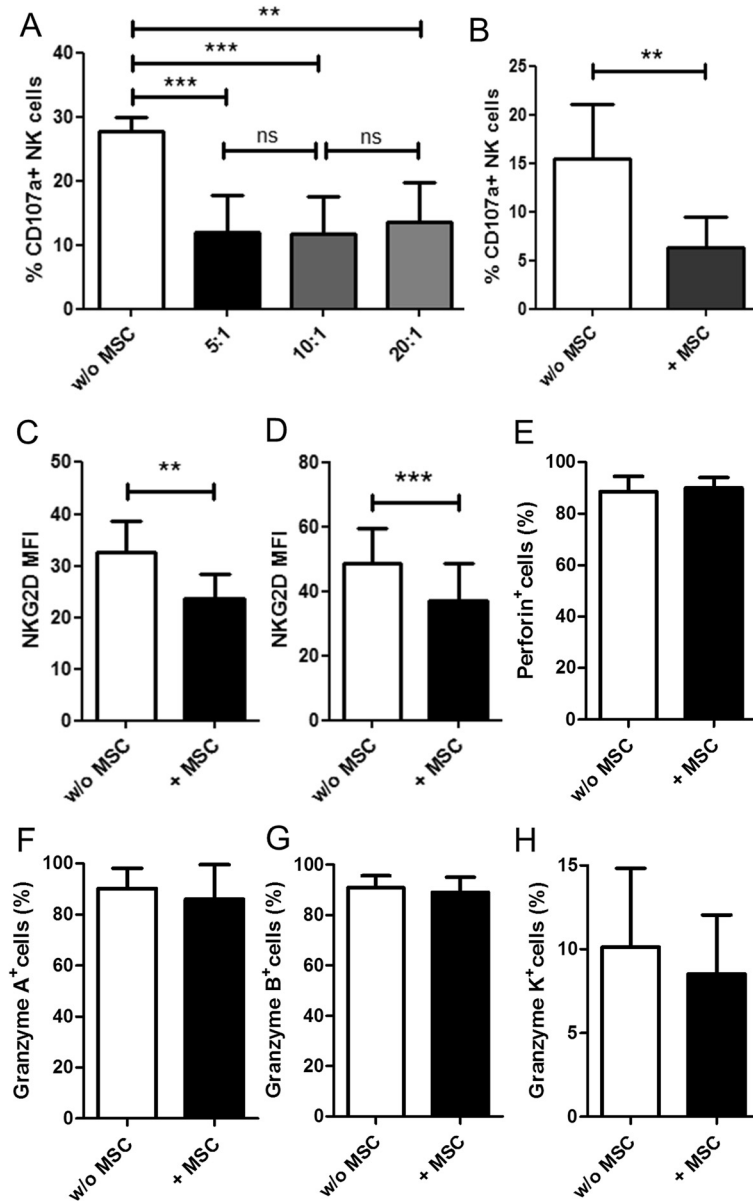 A
% CD107a+ NK cells
40
30
20
10
0
**
***
***
ns
ns
w/o MSC
5:1
10:1
20:1
B
% CD107a+ NK cells
25
20
15
10
5
0
**
w/o MSC
+ MSC
C
NKG2D MFI
50
40
30
20
10
0
**
w/o MSC
+ MSC
D
NKG2D MFI
80
60
40
20
0
***
w/o MSC
+ MSC
E
Perforin+ cells (%)
100
80
60
40
20
0
w/o MSC
+ MSC
F
Granzyme A+ cells (%)
100
80
60
40
20
0
w/o MSC
+ MSC
G
Granzyme B+ cells (%)
100
80
60
40
20
0
w/o MSC
+ MSC
H
Granzyme K+ cells (%)
15
10
5
0
w/o MSC
+ MSC